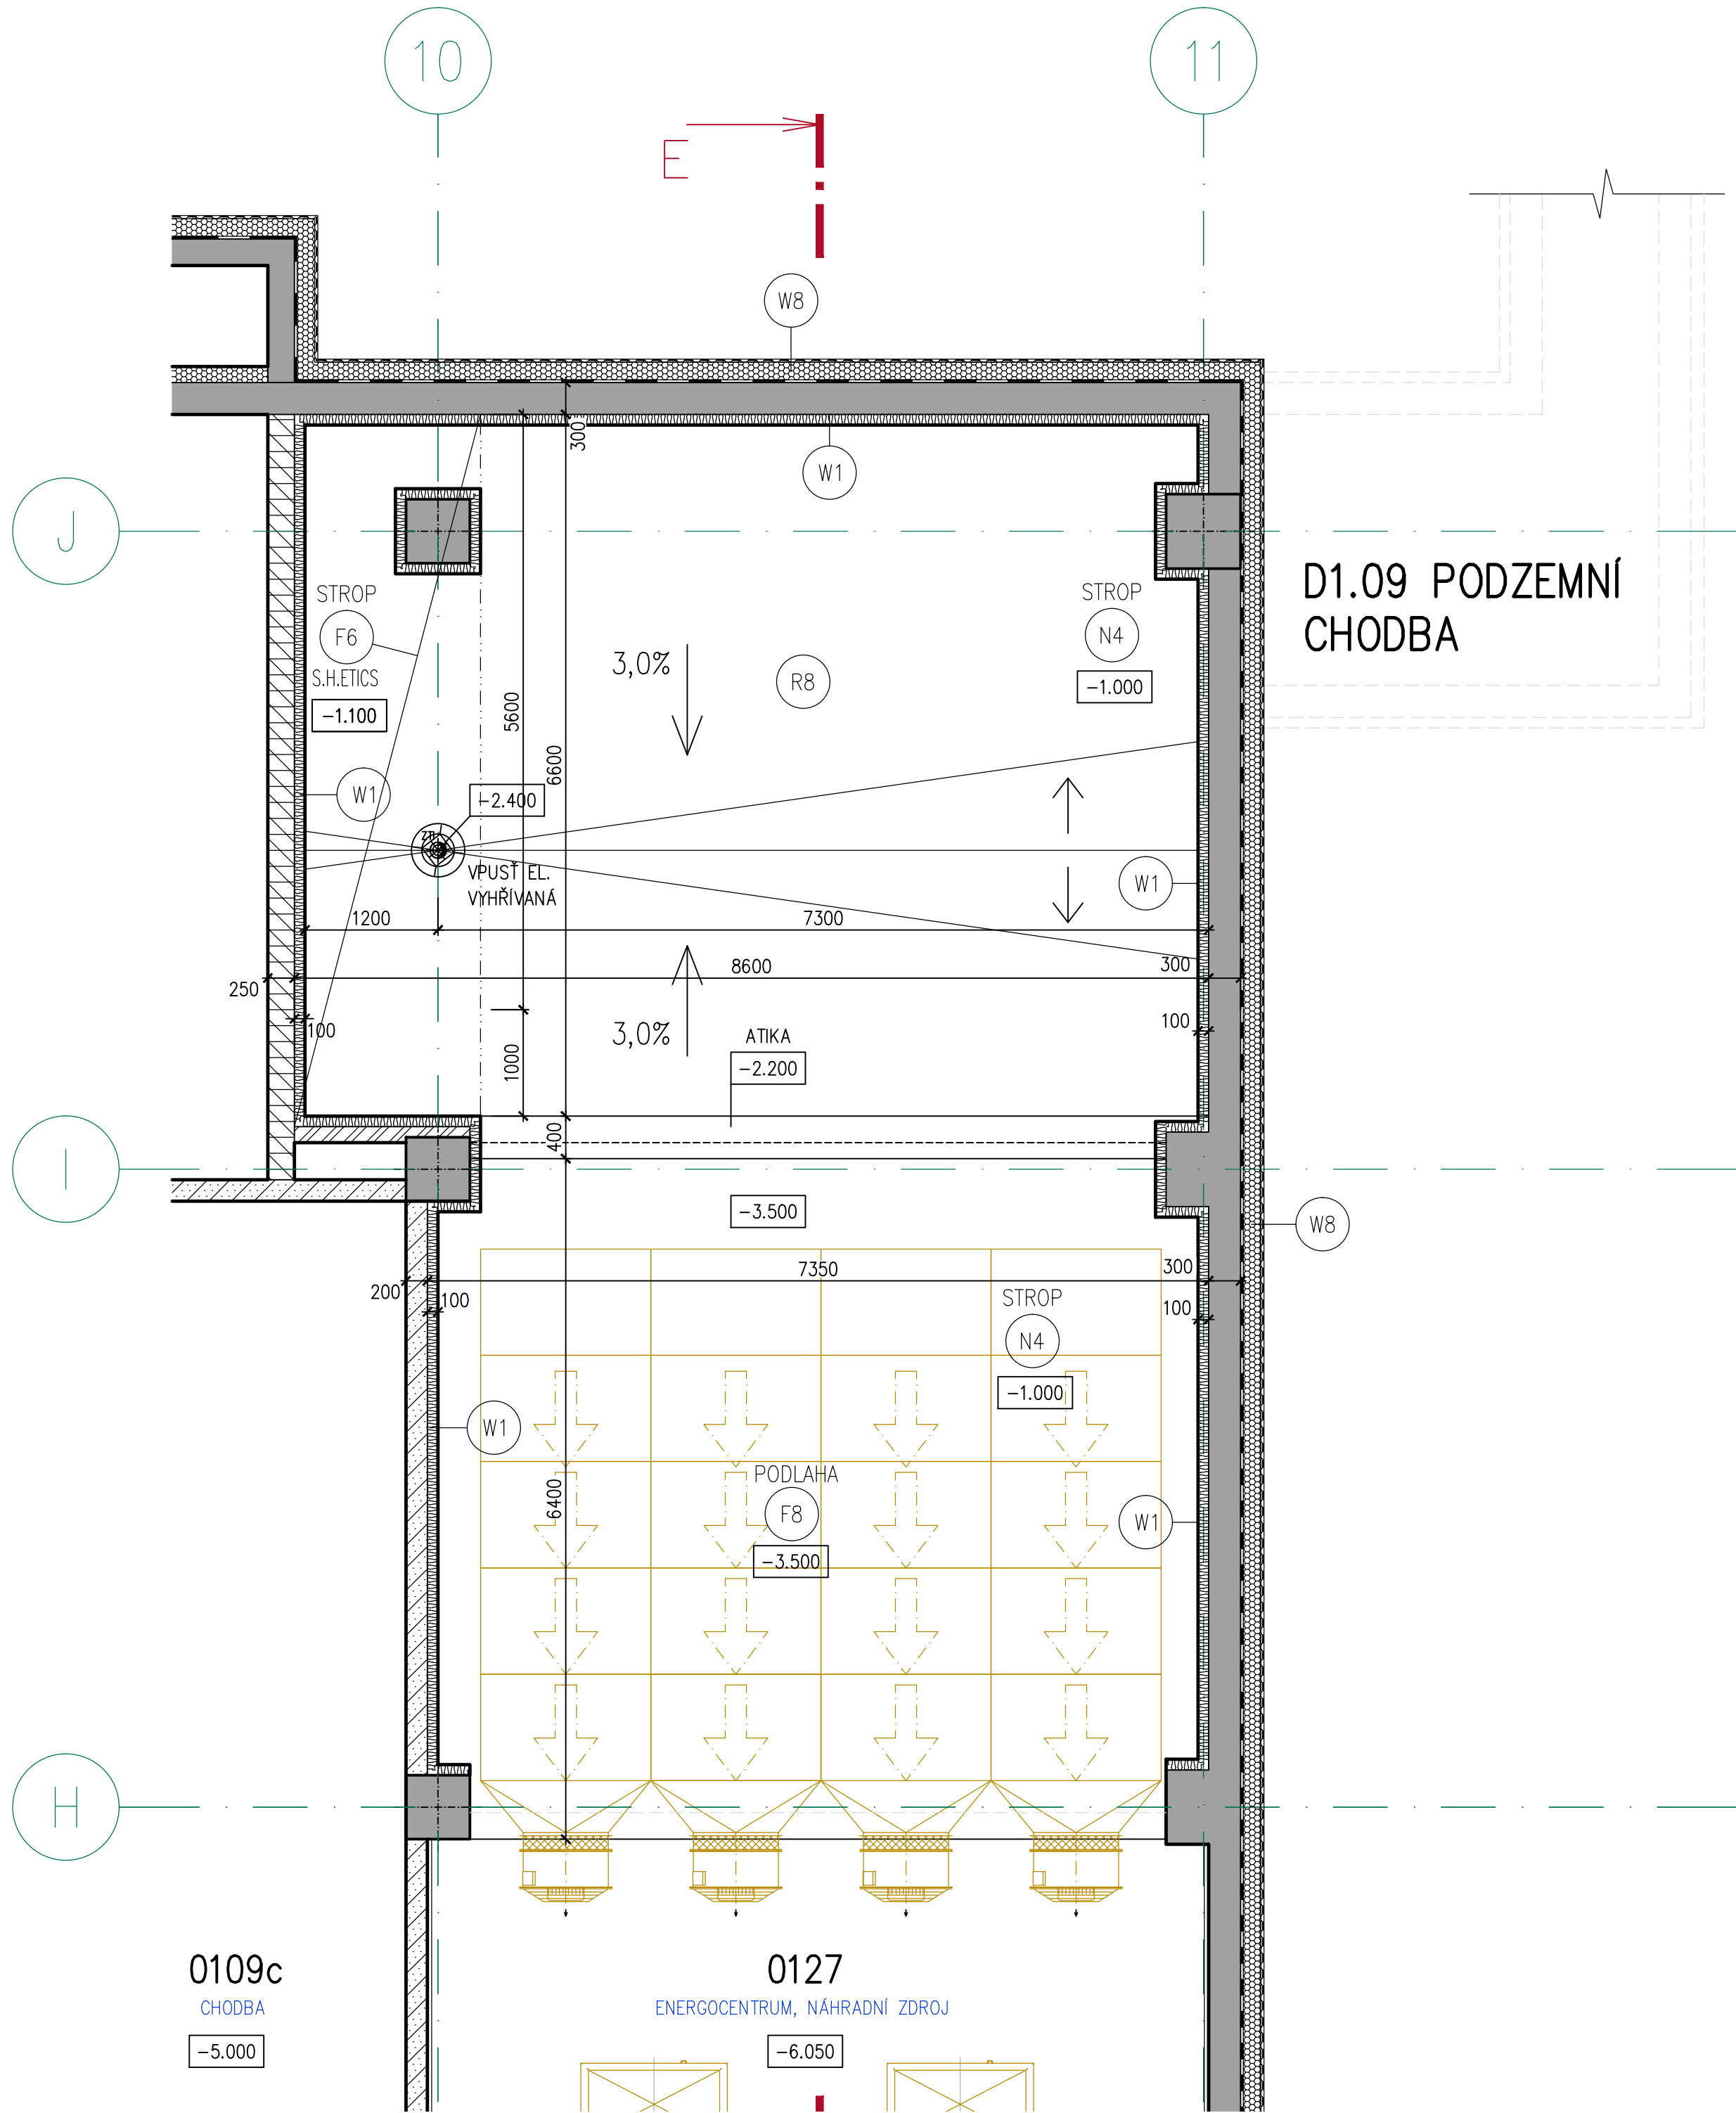 10
11
E
W8
300
W1
J
D1.09 PODZEMNÍ
CHODBA
STROP
F6
S.H.ETICS
-1.100
STROP
N4
-1.000
3,0%
R8
5600
6600
W1
-2.400
ZTI
VPUSŤ EL.
VYHŘÍVANÁ
W1
1200
7300
8600
300
250
100
100
3,0%
1000
ATIKA
-2.200
400
I
-3.500
W8
7350
300
200
100
100
STROP
N4
-1.000
W1
6400
PODLAHA
F8
-3.500
W1
H
0109c
CHODBA
-5.000
0127
ENERGOCENTRUM, NÁHRADNÍ ZDROJ
-6.050